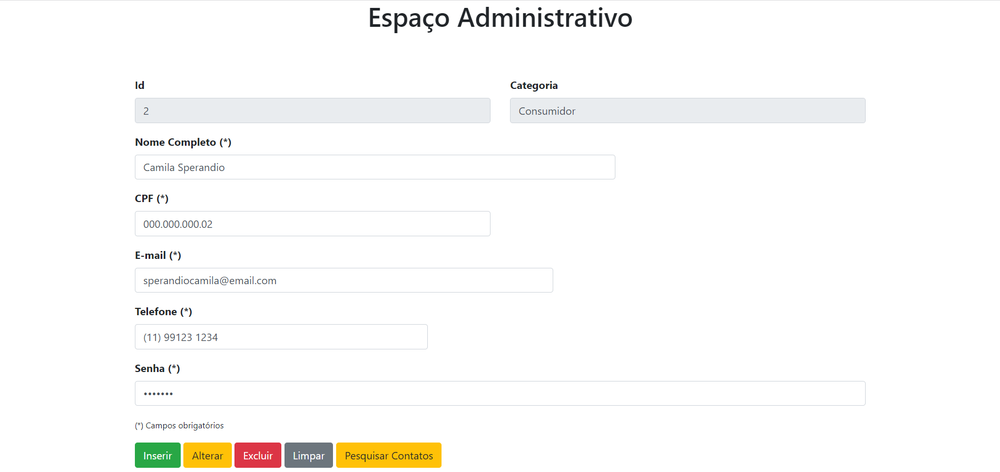 Espaço Administrativo
Id
Categoria
2
Consumidor
Nome Completo (*)
Camila Sperandio
CPF (*)
000.000.000.02
E-mail (*)
sperandiocamila@email.com
Telefone (*)
(11) 99123 1234
Senha (*)
•••••••
(*) Campos obrigatórios
Inserir Alterar Excluir Limpar Pesquisar Contatos